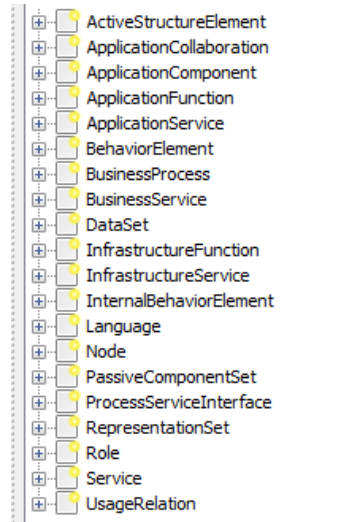 ActiveStructureElement
ApplicationCollaboration
ApplicationComponent
ApplicationFunction
ApplicationService
BehaviorElement
BusinessProcess
BusinessService
DataSet
InfrastructureFunction
InfrastructureService
InternalBehaviorElement
Language
Node
PassiveComponentSet
ProcessServiceInterface
RepresentationSet
Role
Service
UsageRelation